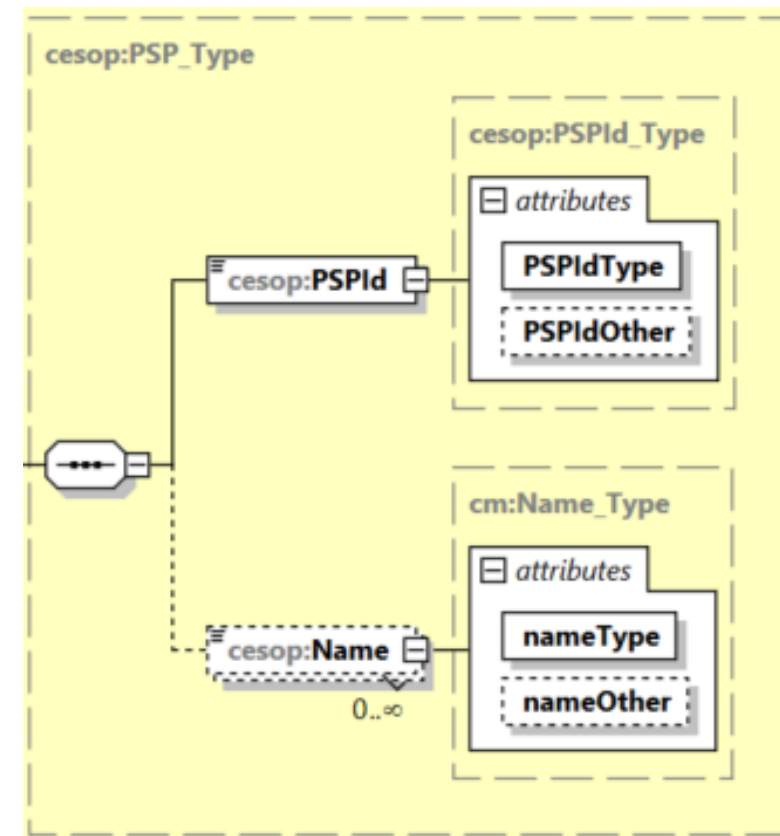 cesop:PSP_Type
cesop:PSPId_Type
attributes
cesop:PSPId
PSPIdType
PSPIdOther
cm:Name_Type
attributes
cesop:Name
nameType
0..∞
nameOther